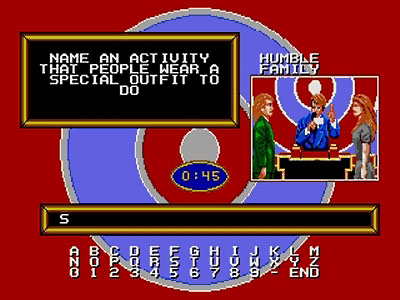 NAME AN ACTIVITY
THAT PEOPLE WEAR A
SPECIAL OUTFIT TO
DO
HUMBLE
FAMILY
0:45
S
A B C D E F G H I J K L M
N O P Q R S T U V W X Y Z
0 1 2 3 4 5 6 7 8 9 - END